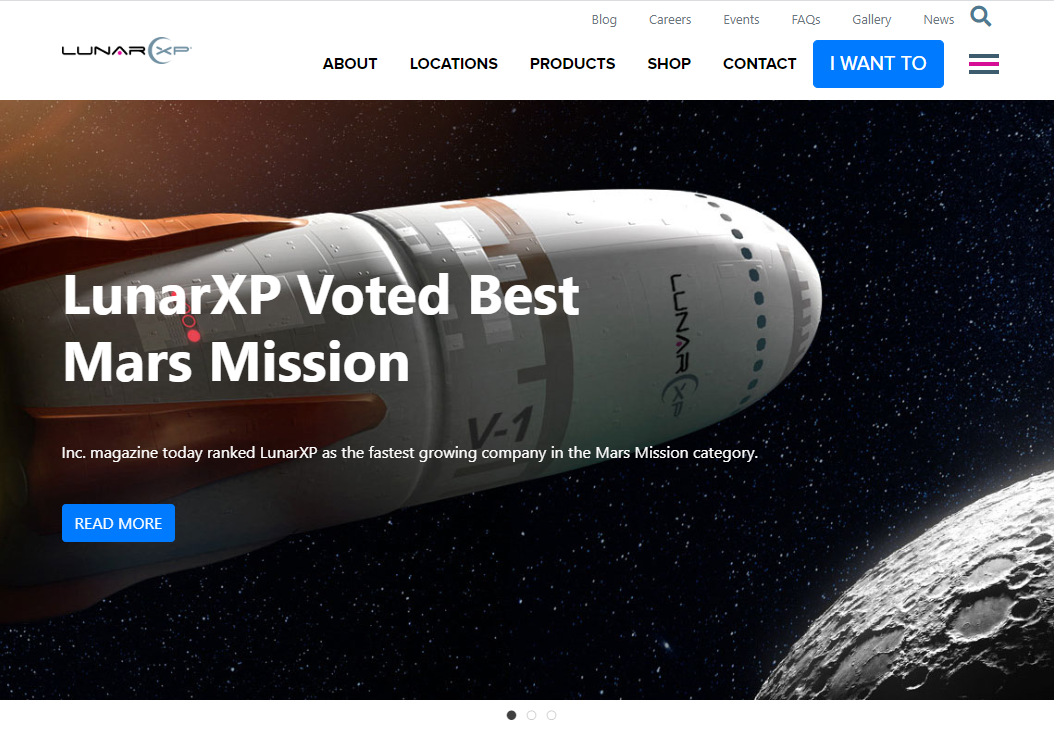 Blog Careers Events FAQs Gallery News
LUNAR XP
ABOUT LOCATIONS PRODUCTS SHOP CONTACT I WANT TO
LunarXP Voted Best
Mars Mission
LUNAR XP
V-1
Inc. magazine today ranked LunarXP as the fastest growing company in the Mars Mission category.
READ MORE